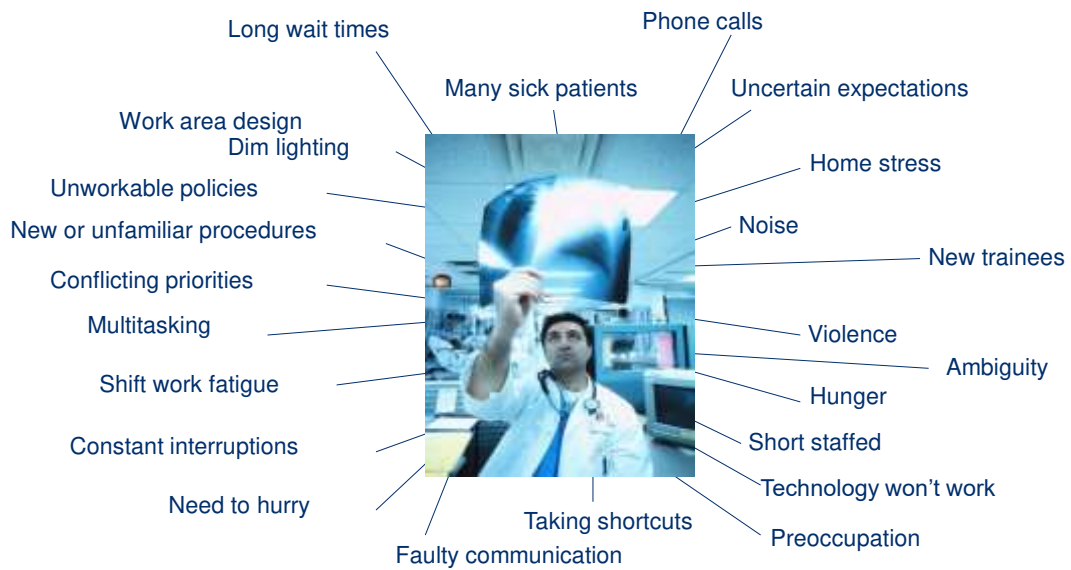 Long wait times
Phone calls
Many sick patients
Uncertain expectations
Work area design
Dim lighting
Home stress
Unworkable policies
Noise
New or unfamiliar procedures
New trainees
Conflicting priorities
Multitasking
Violence
Ambiguity
Shift work fatigue
Hunger
Constant interruptions
Short staffed
Technology won’t work
Need to hurry
Taking shortcuts
Preoccupation
Faulty communication